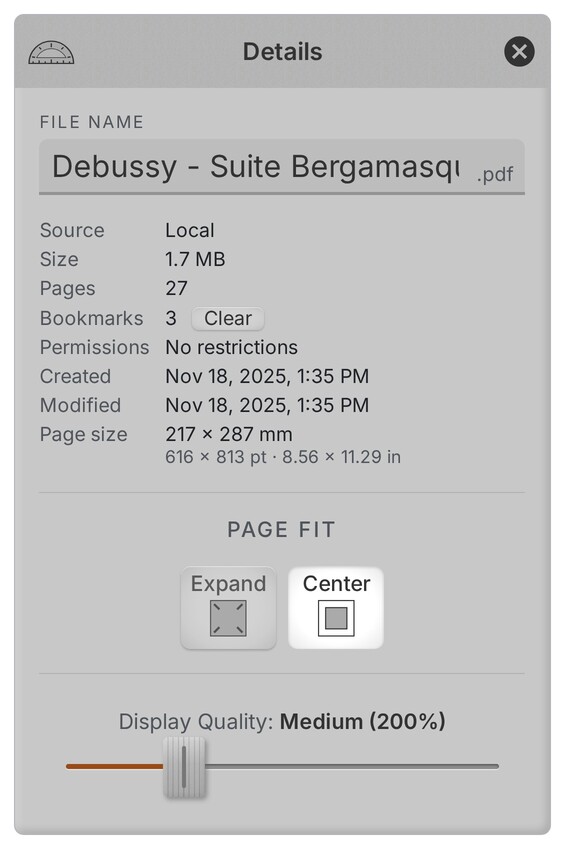 Details
FILE NAME
Debussy - Suite Bergamasqu .pdf
Source Local
Size 1.7 MB
Pages 27
Bookmarks 3 Clear
Permissions No restrictions
Created Nov 18, 2025, 1:35 PM
Modified Nov 18, 2025, 1:35 PM
Page size 217 × 287 mm
616 × 813 pt · 8.56 × 11.29 in
PAGE FIT
Expand Center
Display Quality: Medium (200%)